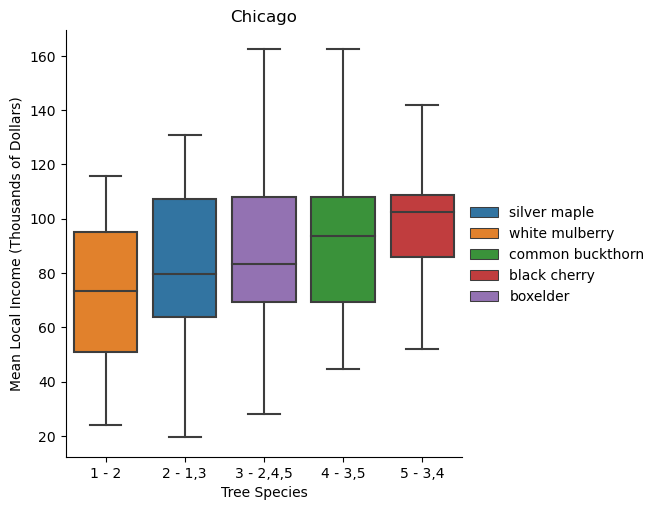 Chicago
Mean Local Income (Thousands of Dollars)
160
140
120
100
80
60
40
20
1 - 2
2 - 1,3
3 - 2,4,5
4 - 3,5
5 - 3,4
Tree Species
silver maple
white mulberry
common buckthorn
black cherry
boxelder